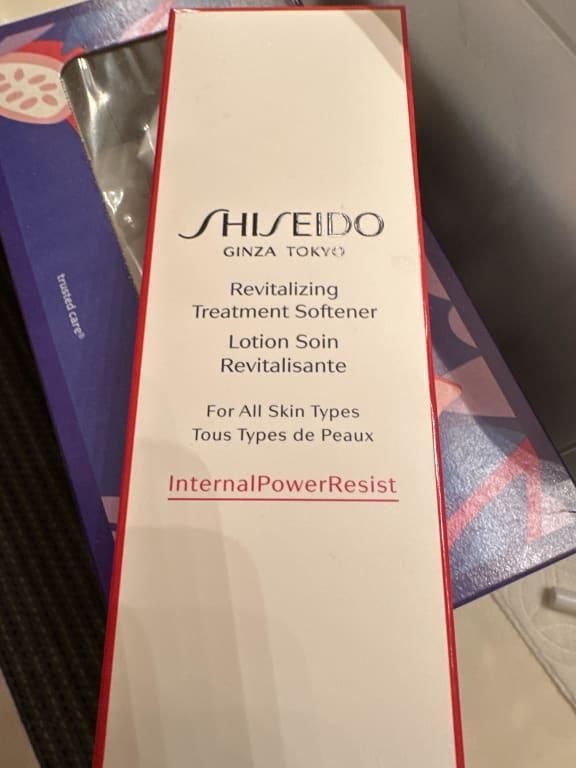 SHISEIDO
GINZA TOKYO
Revitalizing
Treatment Softener
Lotion Soin
Revitalisante
For All Skin Types
Tous Types de Peaux
InternalPowerResist
trusted care®